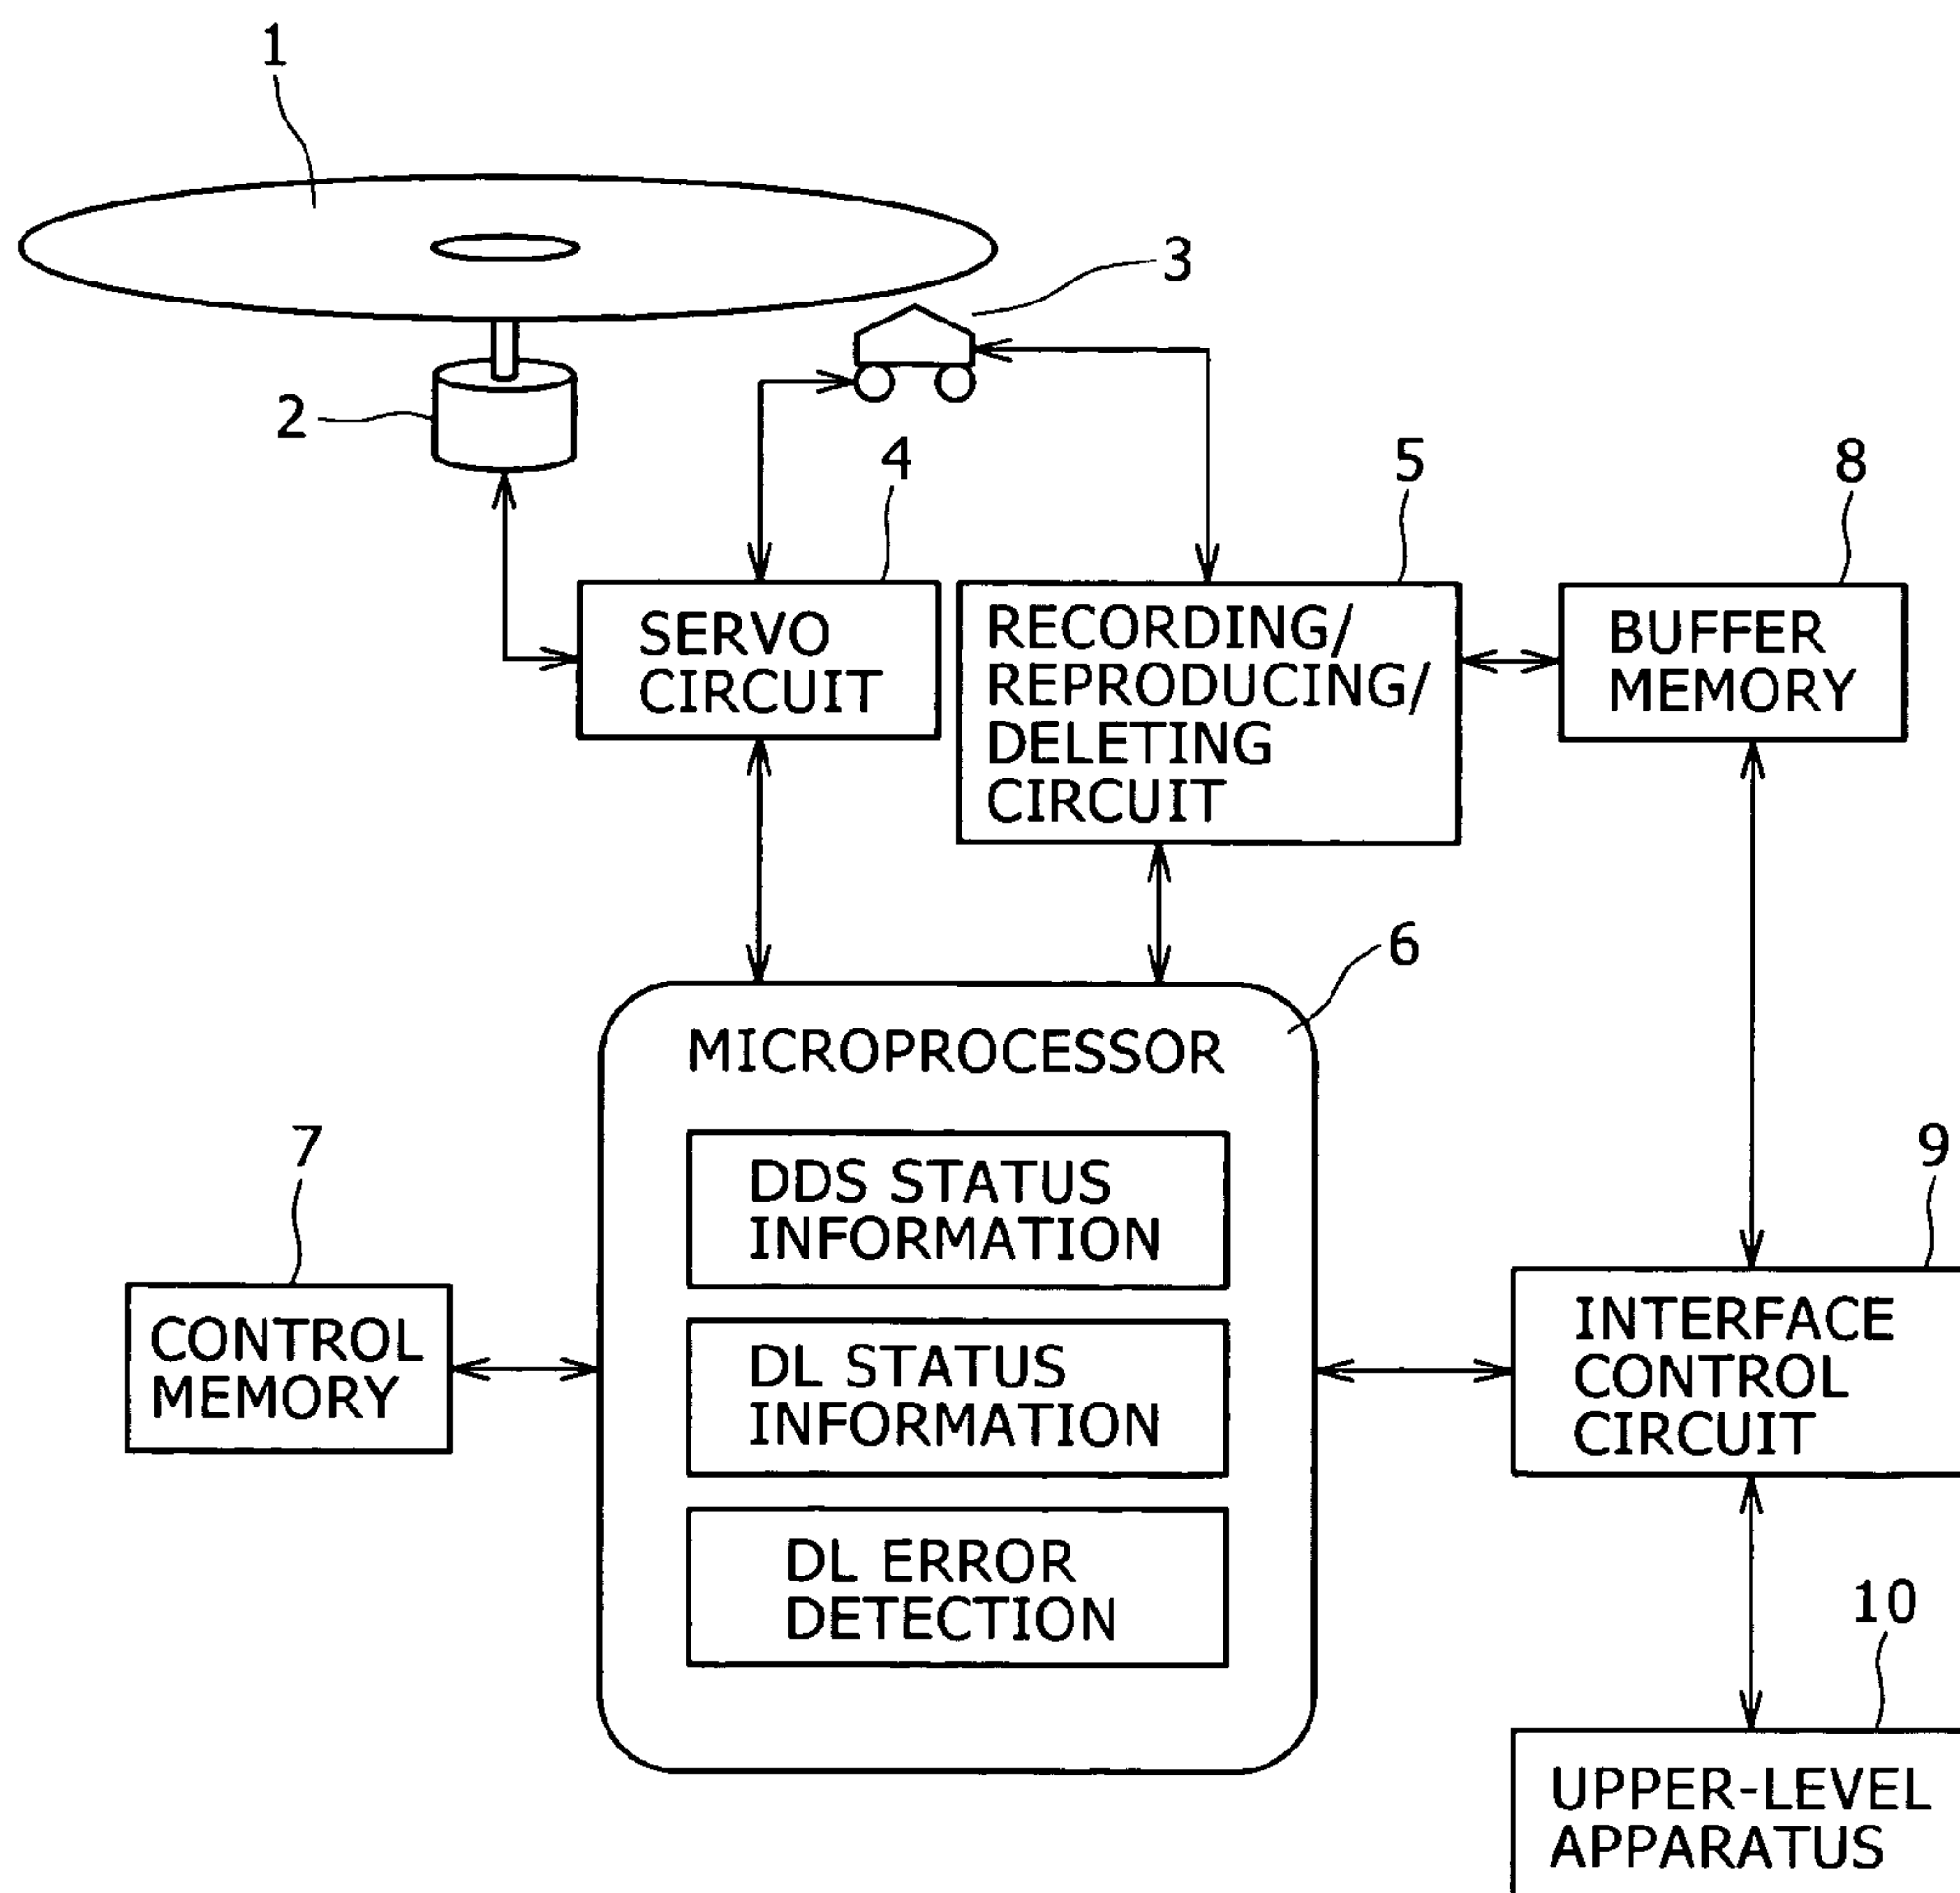 1
3
2
4
5
8
SERVO
CIRCUIT
RECORDING/
REPRODUCING/
DELETING
CIRCUIT
BUFFER
MEMORY
6
MICROPROCESSOR
DDS STATUS
INFORMATION
DL STATUS
INFORMATION
DL ERROR
DETECTION
7
CONTROL
MEMORY
9
INTERFACE
CONTROL
CIRCUIT
10
UPPER-LEVEL
APPARATUS